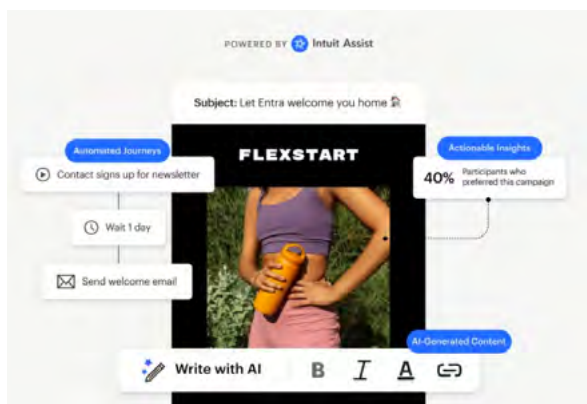 POWERED BY Intuit Assist
Subject: Let Entra welcome you home
Automated Journeys
Contact signs up for newsletter
Wait 1 day
Send welcome email
FLEXSTART
Actionable Insights
40% Participants who
preferred this campaign
AI-Generated Content
Write with AI B I A